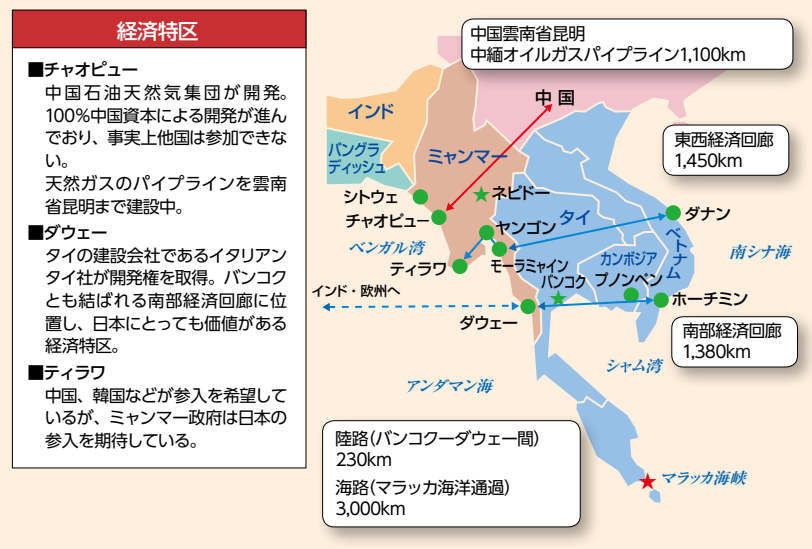 経済特区
■チャオピュー
中国石油天然気集団が開発。
100%中国資本による開発が進ん
でおり、事実上他国は参加できな
い。
天然ガスのパイプラインを雲南
省昆明まで建設中。
■ダウェー
タイの建設会社であるイタリアン
タイ社が開発権を取得。バンコク
とも結ばれる南部経済回廊に位
置し、日本にとっても価値がある
経済特区。
■ティラワ
中国、韓国などが参入を希望して
いるが、ミャンマー政府は日本の
参入を期待している。
中国雲南省昆明
中緬オイルガスパイプライン1,100km
中 国
インド
バングラ
ディッシュ
ミャンマー
東西経済回廊
1,450km
シトウェ
ネピドー
チャオピュー
ヤンゴン
タイ
ダナン
ベトナム
ベンガル湾
カンボジア
南シナ海
ティラワ
モーラミャイン
バンコク
プノンペン
インド・欧州へ
ホーチミン
ダウェー
南部経済回廊
1,380km
シャム湾
アンダマン海
陸路(バンコクーダウェー間)
230km
海路(マラッカ海洋通過)
3,000km
マラッカ海峡